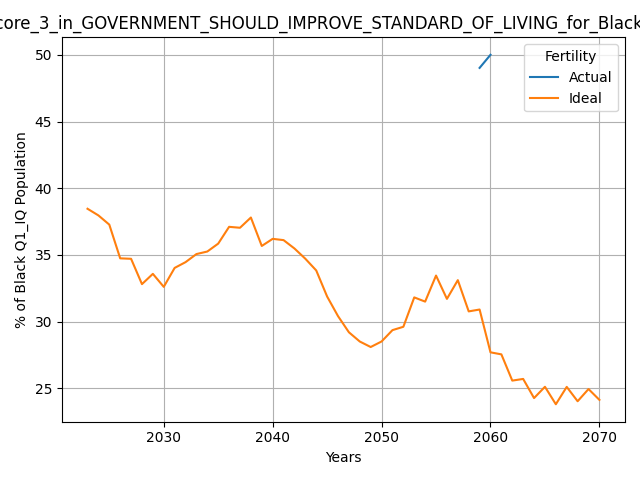 core_3_in_GOVERNMENT_SHOULD_IMPROVE_STANDARD_OF_LIVING_for_Black
Fertility
Actual
Ideal
% of Black Q1_IQ Population
50
45
40
35
30
25
2030 2040 2050 2060 2070
Years